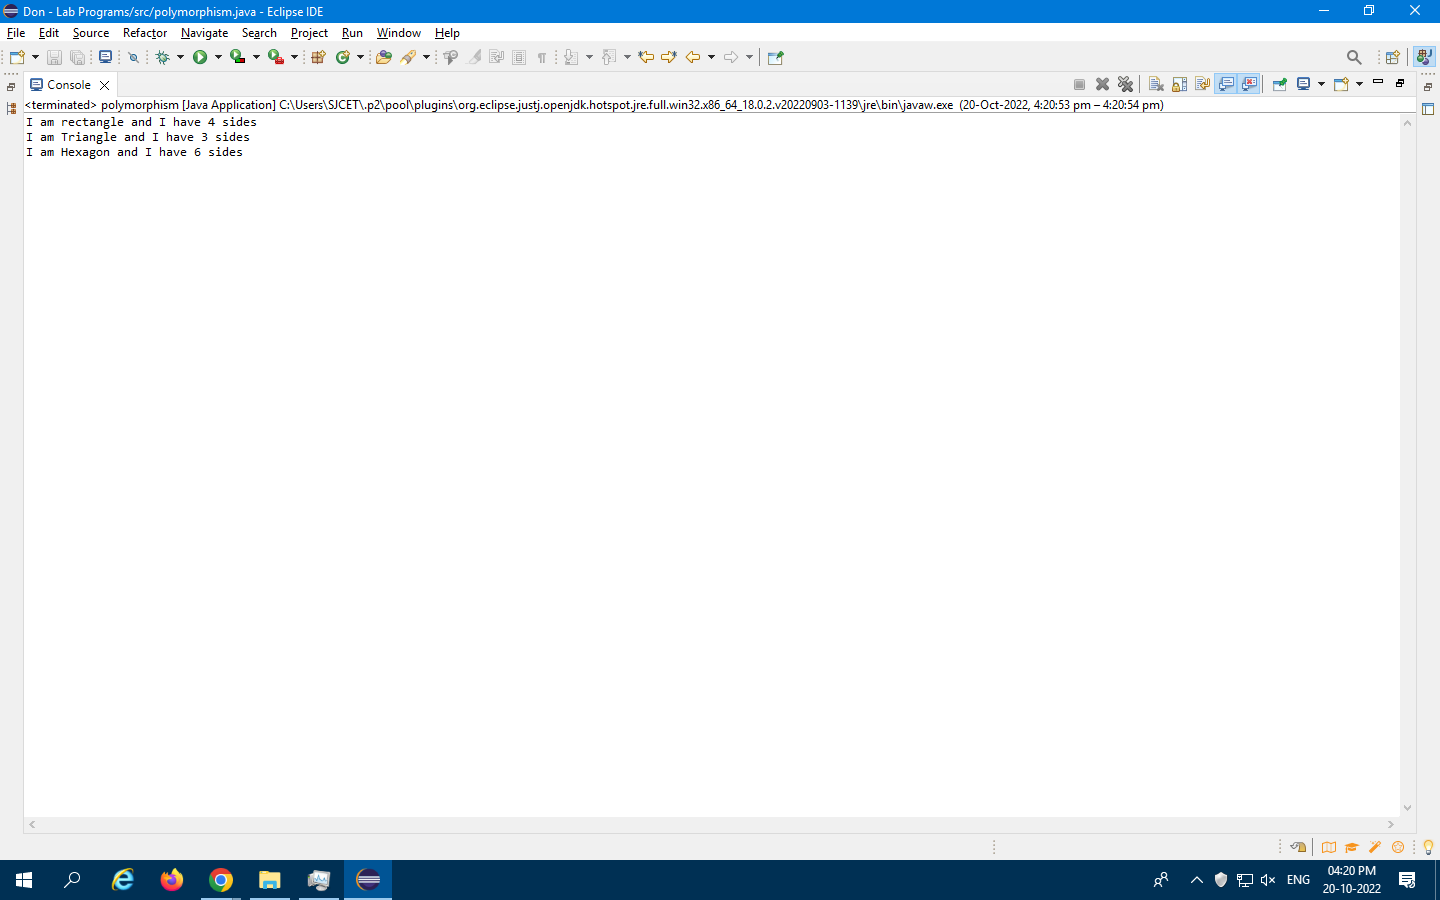 Don - Lab Programs/src/polymorphism.java - Eclipse IDE
File Edit Source Refactor Navigate Search Project Run Window Help
Console
<terminated> polymorphism [Java Application] C:\Users\SJCET\.p2\pool\plugins\org.eclipse.justj.openjdk.hotspot.jre.full.win32.x86_64_18.0.2.v20220903-1139\jre\bin\javaw.exe (20-Oct-2022, 4:20:53 pm – 4:20:54 pm)
I am rectangle and I have 4 sides
I am Triangle and I have 3 sides
I am Hexagon and I have 6 sides
ENG
04:20 PM
20-10-2022